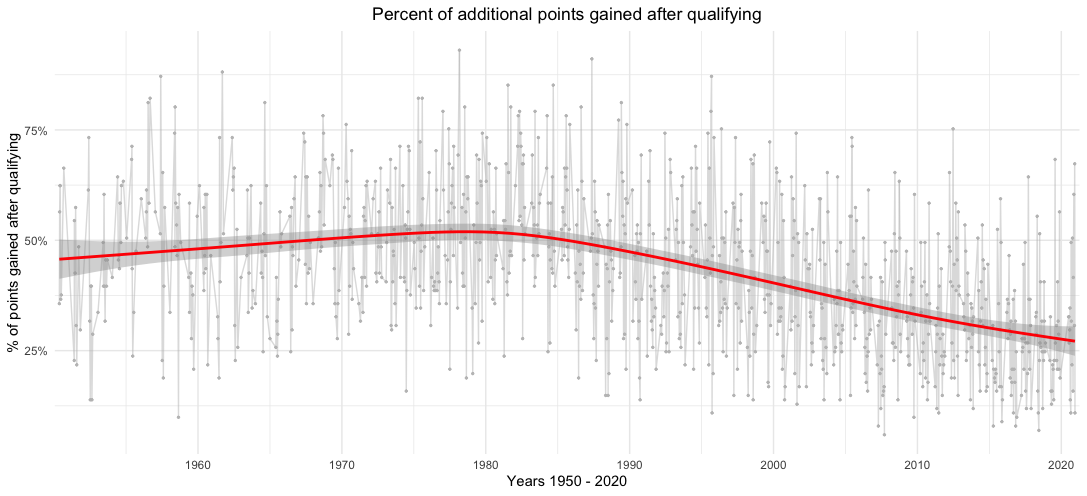 Percent of additional points gained after qualifying
% of points gained after qualifying
75%
50%
25%
1960 1970 1980 1990 2000 2010 2020
Years 1950 - 2020